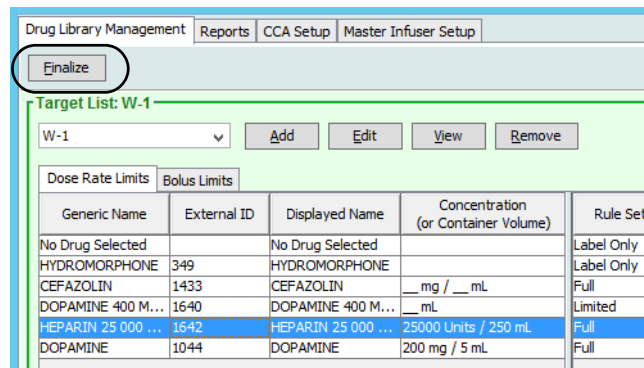 Drug Library Management Reports CCA Setup Master Infuser Setup
Finalize
Target List: W-1
W-1 Add Edit View Remove
Dose Rate Limits Bolus Limits
Generic Name External ID Displayed Name Concentration (or Container Volume) Rule Set
No Drug Selected No Drug Selected Label Only
HYDROMORPHONE 349 HYDROMORPHONE Label Only
CEFAZOLIN 1433 CEFAZOLIN __ mg / __ mL Full
DOPAMINE 400 M... 1640 DOPAMINE 400 M... __ mL Limited
HEPARIN 25 000 ... 1642 HEPARIN 25 000 ... 25000 Units / 250 mL Full
DOPAMINE 1044 DOPAMINE 200 mg / 5 mL Full